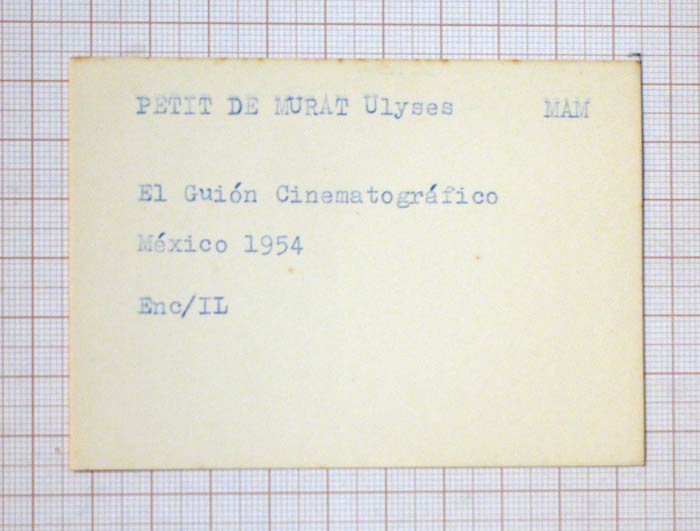 PETIT DE MURAT Ulyses MAM
El Guión Cinematográfico
México 1954
Enc/IL